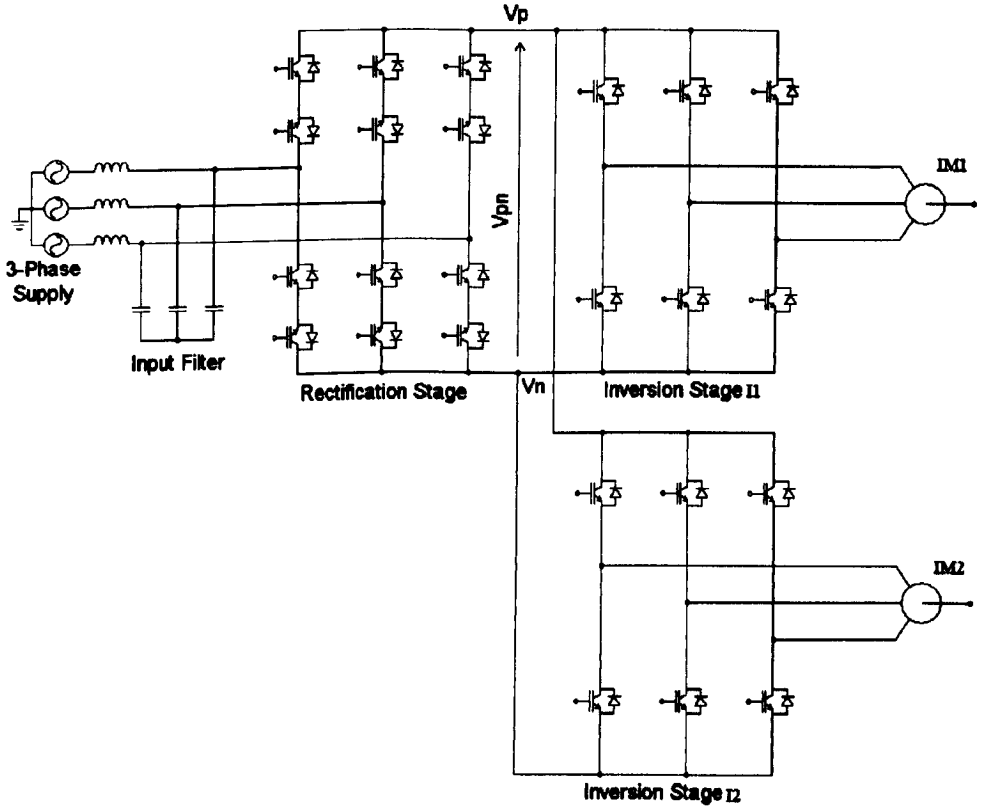 Vp
IM1
Vpn
3-Phase
Supply
Input Filter
Rectification Stage
Vn
Inversion Stage I1
IM2
Inversion Stage I2